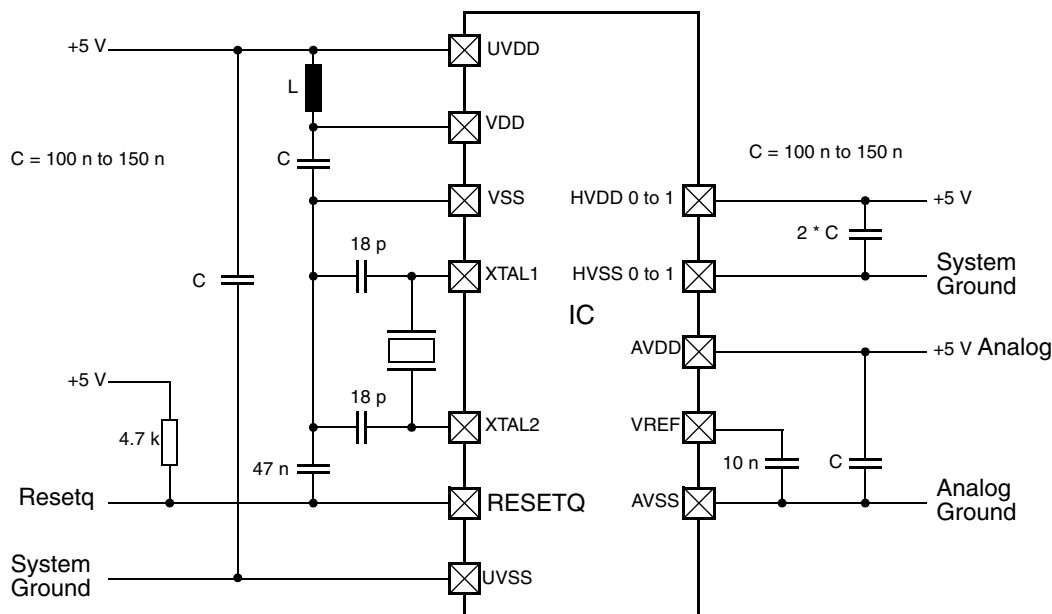 +5 V
UVDD
L
VDD
C = 100 n to 150 n
C
C = 100 n to 150 n
VSS
HVDD 0 to 1
+5 V
18 p
2 * C
C
XTAL1
HVSS 0 to 1
System
Ground
IC
AVDD
+5 V Analog
+5 V
18 p
4.7 k
XTAL2
VREF
47 n
10 n
C
Resetq
RESETQ
AVSS
Analog
Ground
System
Ground
UVSS